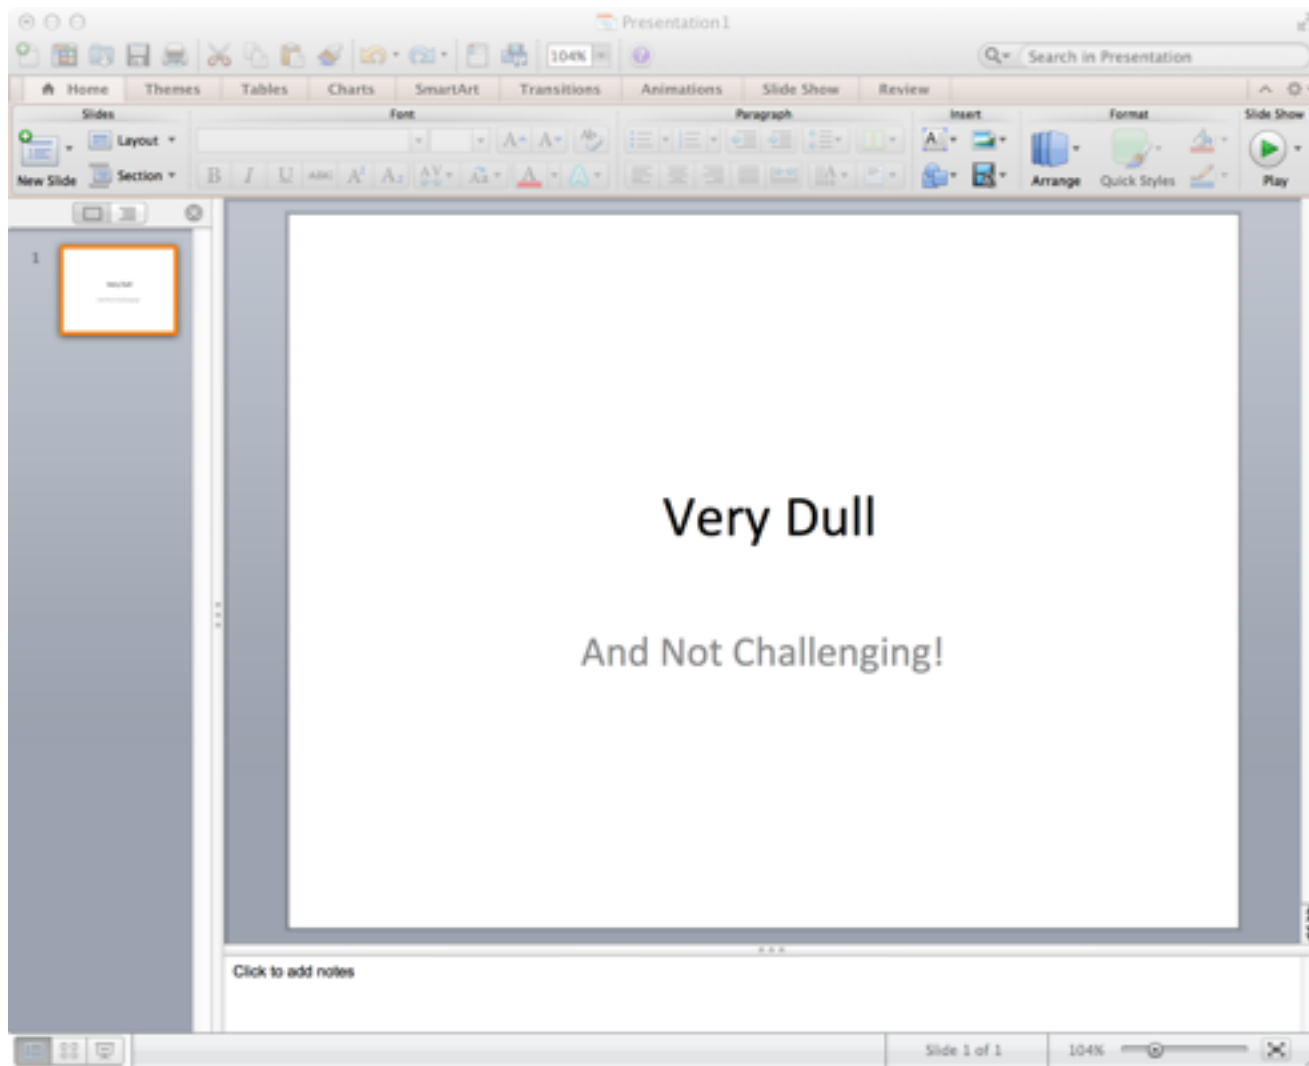 Presentation1
104%
Search in Presentation
Home Themes Tables Charts SmartArt Transitions Animations Slide Show Review
Slides Font Paragraph Insert Format Slide Show
New Slide
Layout
Section
Arrange
Quick Styles
Play
1
Very Dull
And Not Challenging!
Click to add notes
Slide 1 of 1
104%